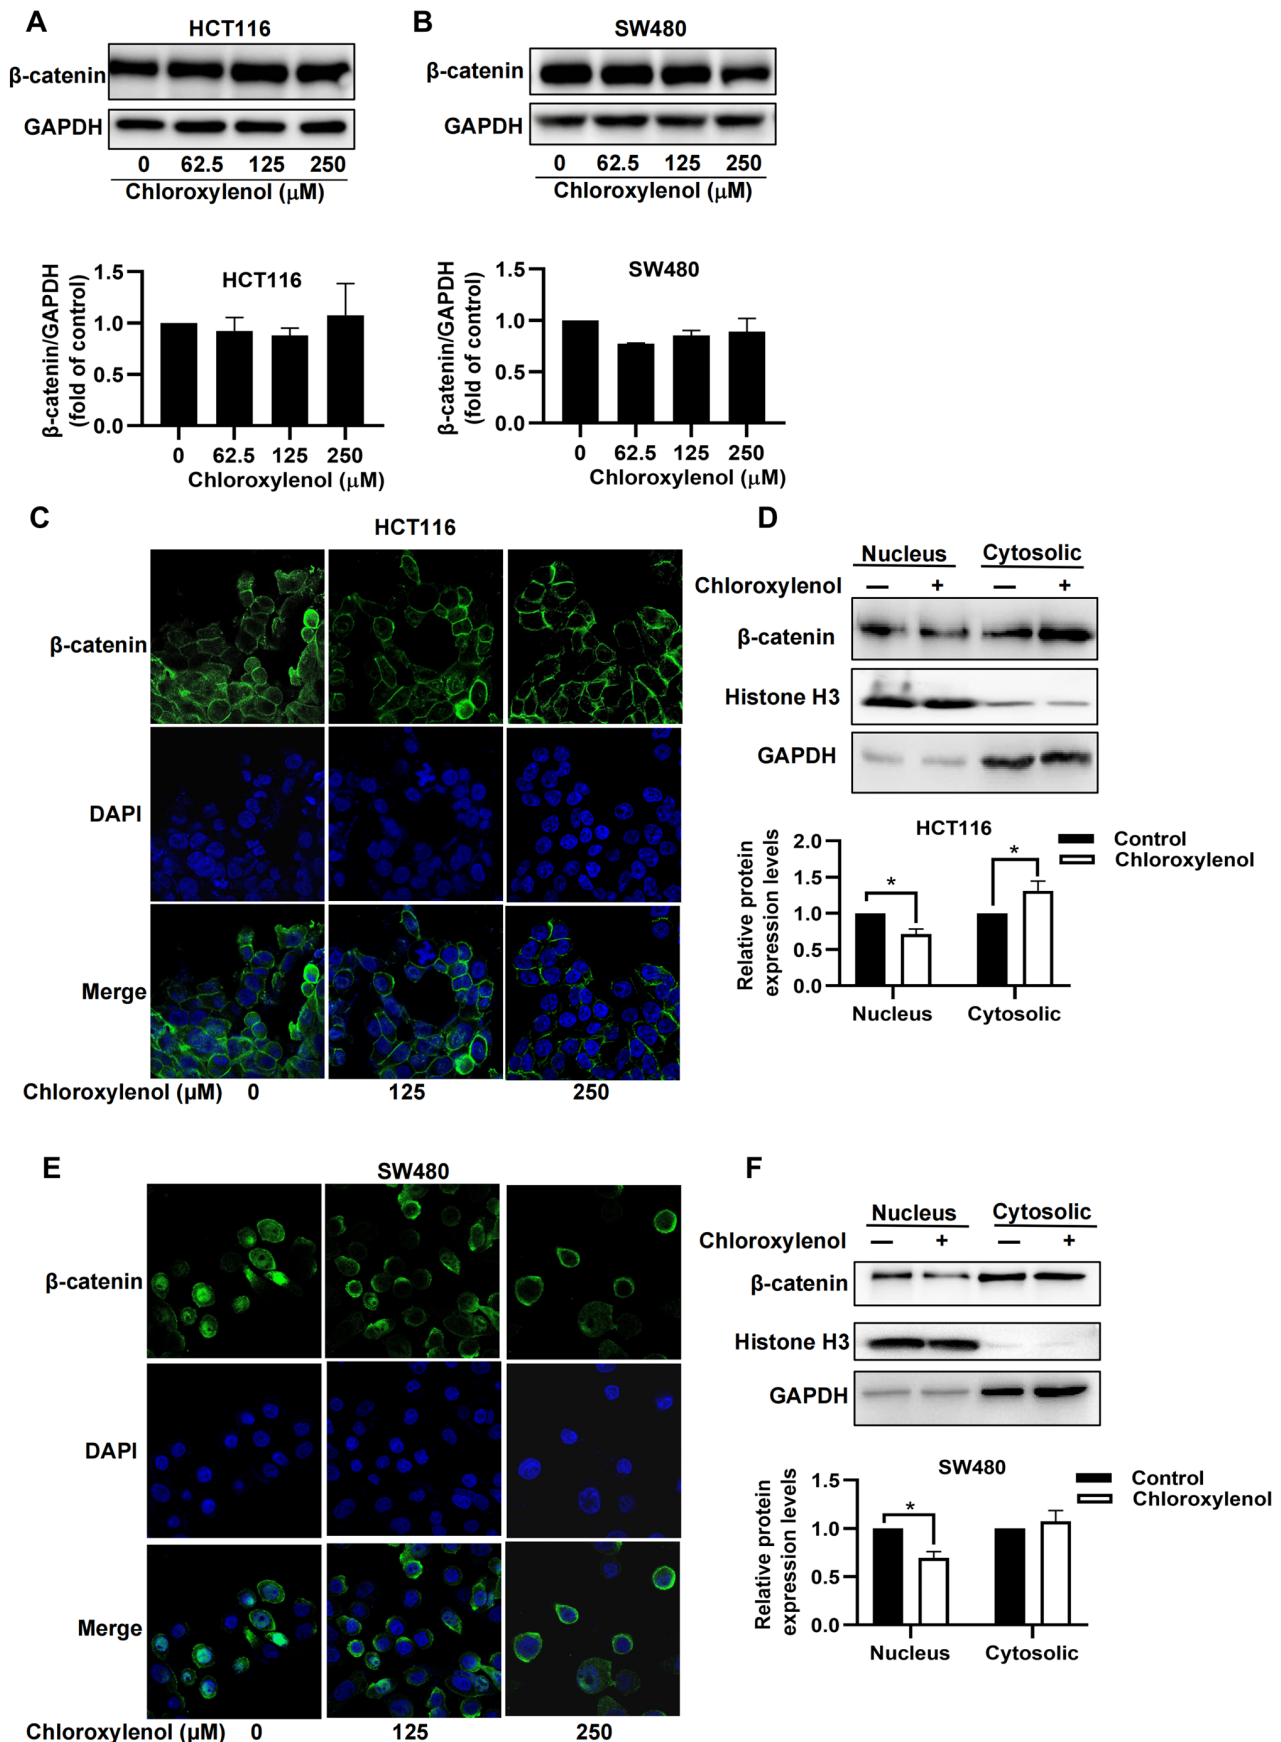 A
HCT116
β-catenin
GAPDH
0 62.5 125 250
Chloroxylenol (μM)
B
SW480
β-catenin
GAPDH
0 62.5 125 250
Chloroxylenol (μM)
β-catenin/GAPDH
(fold of control)
HCT116
1.5
1.0
0.5
0.0
0 62.5 125 250
Chloroxylenol (μM)
β-catenin/GAPDH
(fold of control)
SW480
1.5
1.0
0.5
0.0
0 62.5 125 250
Chloroxylenol (μM)
C
HCT116
β-catenin
DAPI
Merge
Chloroxylenol (μM) 0 125 250
D
Nucleus Cytosolic
Chloroxylenol — + — +
β-catenin
Histone H3
GAPDH
HCT116
Control
Chloroxylenol
Relative protein
expression levels
2.0
1.5
1.0
0.5
0.0
* *
Nucleus Cytosolic
E
SW480
β-catenin
DAPI
Merge
Chloroxylenol (μM) 0 125 250
F
Nucleus Cytosolic
Chloroxylenol — + — +
β-catenin
Histone H3
GAPDH
SW480
Control
Chloroxylenol
Relative protein
expression levels
1.5
1.0
0.5
0.0
*
Nucleus Cytosolic